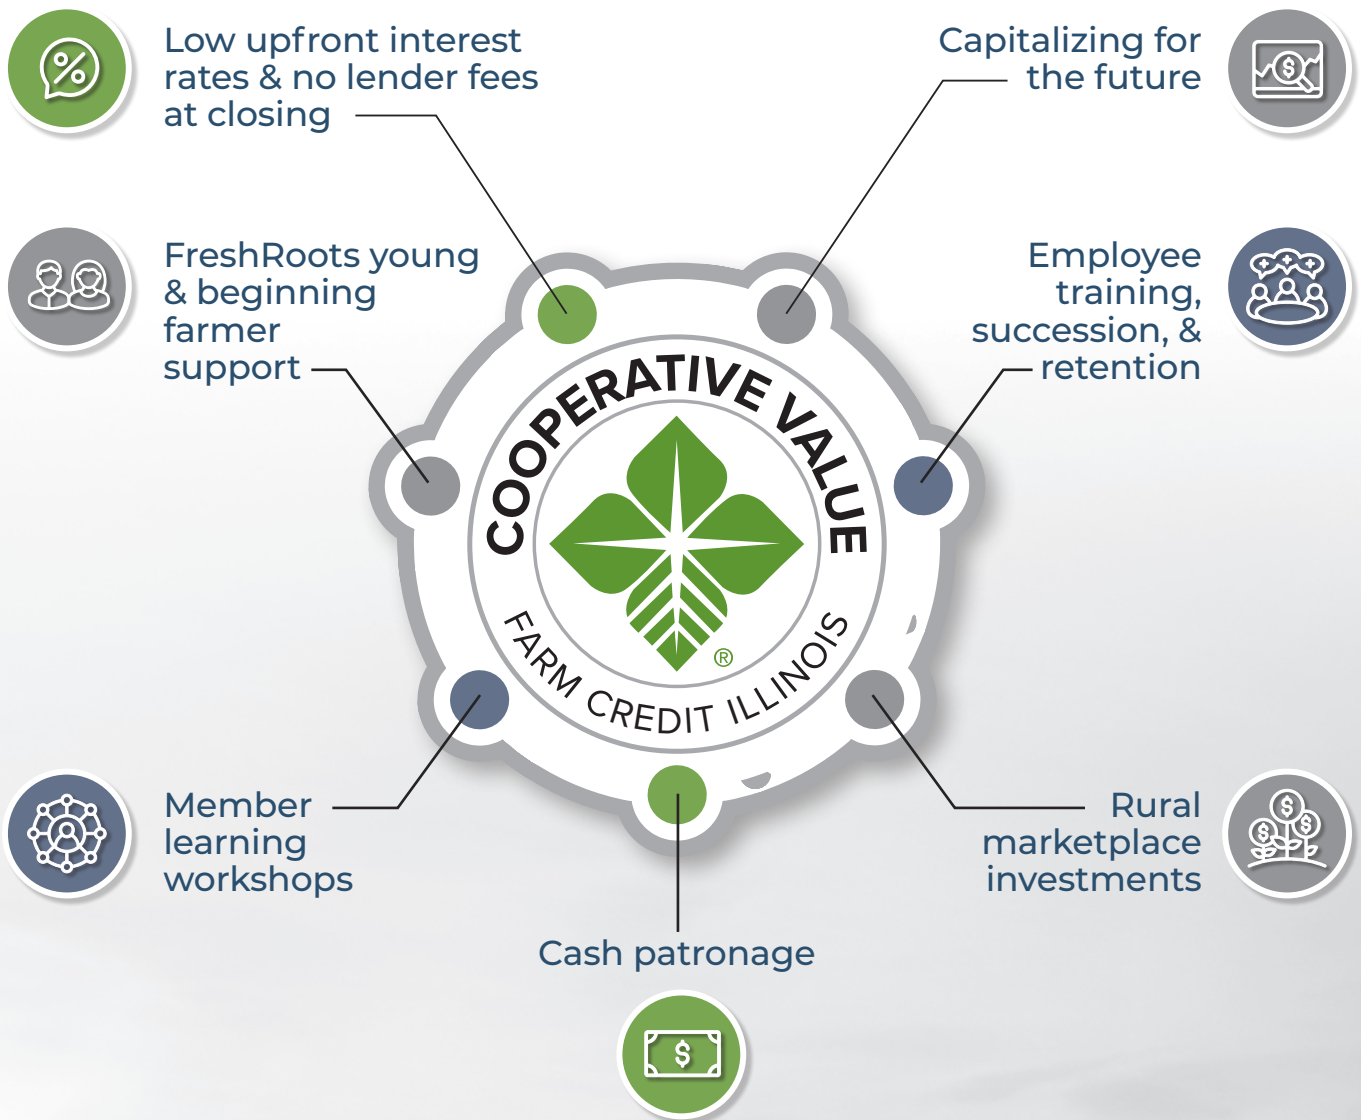 Low upfront interest
rates & no lender fees
at closing
Capitalizing for
the future
FreshRoots young
& beginning
farmer
support
Employee
training,
succession, &
retention
COOPERATIVE VALUE
®
FARM CREDIT ILLINOIS
Member
learning
workshops
Rural
marketplace
investments
Cash patronage